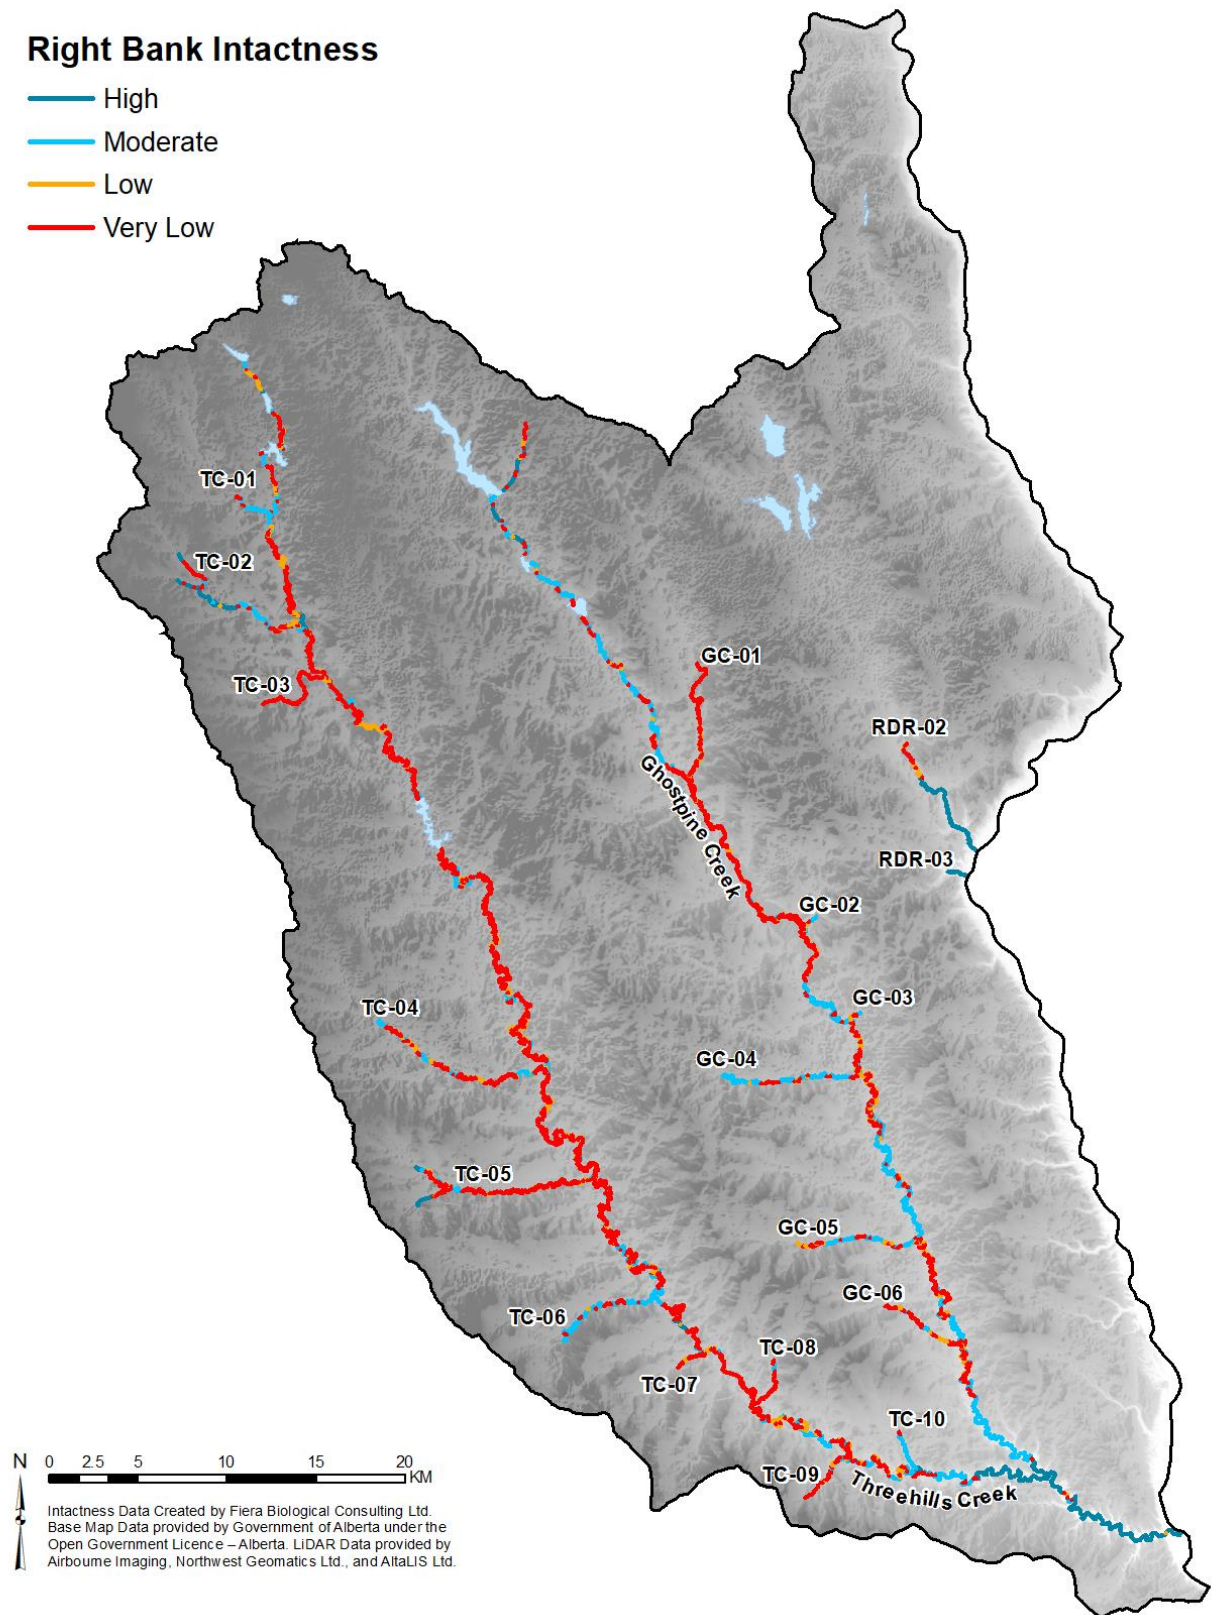 Right Bank Intactness
High
Moderate
Low
Very Low
TC-01
TC-02
TC-03
GC-01
RDR-02
Ghostpine Creek
RDR-03
GC-02
GC-03
TC-04
GC-04
TC-05
GC-05
GC-06
TC-06
TC-08
TC-07
TC-10
TC-09
Threehills Creek
N
0 2.5 5 10 15 20
KM
Intactness Data Created by Fiera Biological Consulting Ltd.
Base Map Data provided by Government of Alberta under the
Open Government Licence – Alberta. LiDAR Data provided by
Airbourne Imaging, Northwest Geomatics Ltd., and AltaLIS Ltd.